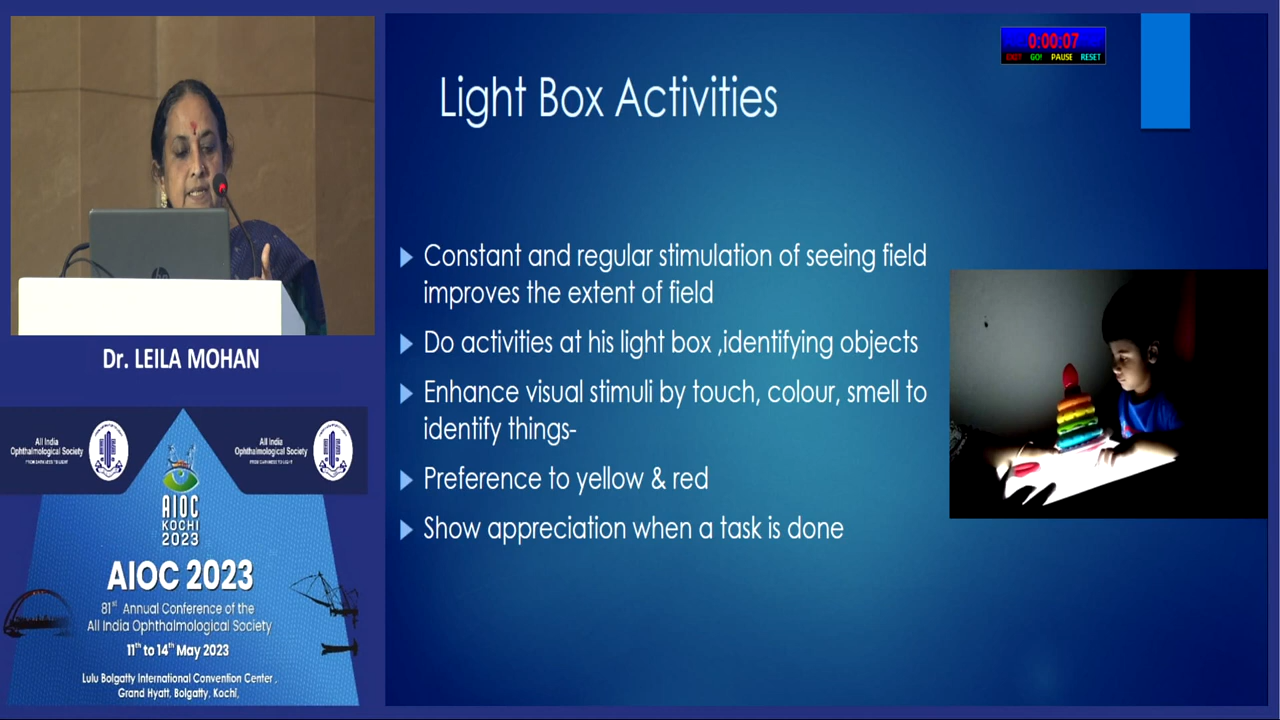 0:00:07
EXIT GO! PAUSE RESET
Light Box Activities
Constant and regular stimulation of seeing field
improves the extent of field
Do activities at his light box ,identifying objects
Enhance visual stimuli by touch, colour, smell to
identify things-
Preference to yellow & red
Show appreciation when a task is done
hp
Dr. LEILA MOHAN
All India
Ophthalmological Society
FROM DARKNESS TO LIGHT
All India
Ophthalmological Society
FROM DARKNESS TO LIGHT
AIOC
KOCHI
2023
AIOC 2023
81st Annual Conference of the
All India Ophthalmological Society
11th to 14th May 2023
Lulu Bolgatty International Convention Center ,
Grand Hyatt, Bolgatty, Kochi,